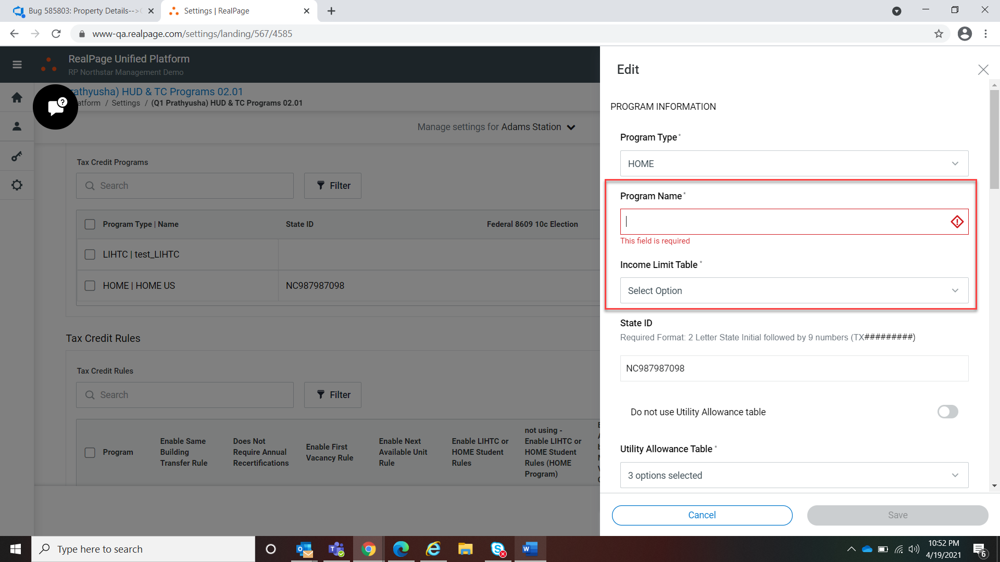 Bug 585803: Property Details-->
Settings | RealPage
www-qa.realpage.com/settings/landing/567/4585
RealPage Unified Platform
RP Northstar Management Demo
rathyusha) HUD & TC Programs 02.01
atform / Settings / (Q1 Prathyusha) HUD & TC Programs 02.01
Manage settings for Adams Station
Tax Credit Programs
Search
Filter
Program Type | Name
State ID
Federal 8609 10c Election
LIHTC | test_LIHTC
HOME | HOME US
NC987987098
Tax Credit Rules
Tax Credit Rules
Search
Filter
Program
Enable Same
Building
Transfer Rule
Does Not
Require Annual
Recertifications
Enable First
Vacancy Rule
Enable Next
Available Unit
Rule
Enable LIHTC or
HOME Student
Rules
not using -
Enable LIHTC or
HOME Student
Rules (HOME
Program)
Edit
PROGRAM INFORMATION
Program Type *
HOME
Program Name *
This field is required
Income Limit Table *
Select Option
State ID
Required Format: 2 Letter State Initial followed by 9 numbers (TX#########)
NC987987098
Do not use Utility Allowance table
Utility Allowance Table *
3 options selected
Cancel
Save
Type here to search
10:52 PM
4/19/2021
6